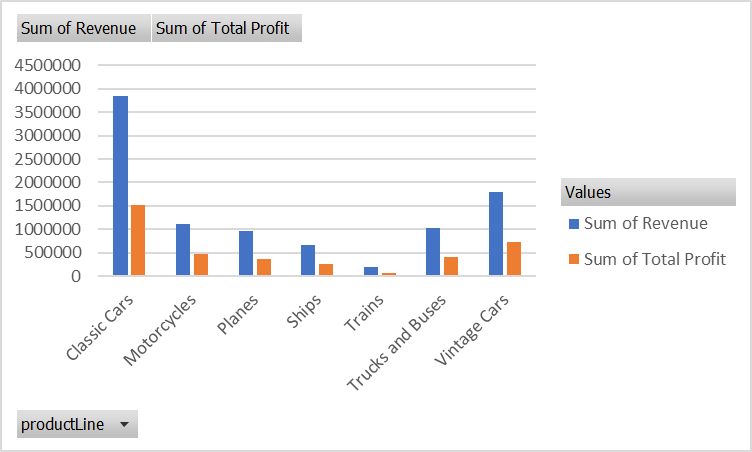 Sum of Revenue Sum of Total Profit
4500000
4000000
3500000
3000000
2500000
2000000
1500000
1000000
500000
0
Classic Cars
Motorcycles
Planes
Ships
Trains
Trucks and Buses
Vintage Cars
Values
Sum of Revenue
Sum of Total Profit
productLine